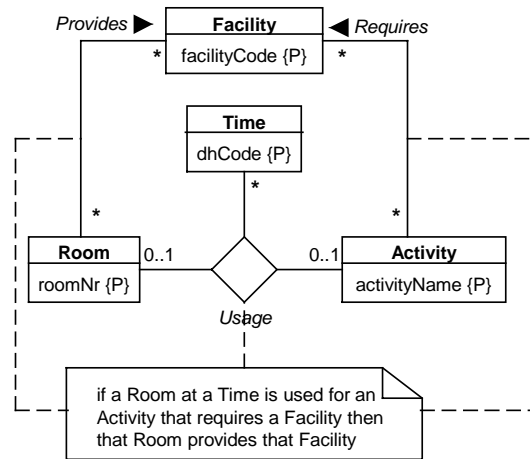 Provides
Facility
Requires
facilityCode {P}
*
*
Time
dhCode {P}
*
*
*
Room
0..1
0..1
Activity
roomNr {P}
activityName {P}
Usage
if a Room at a Time is used for an
Activity that requires a Facility then
that Room provides that Facility